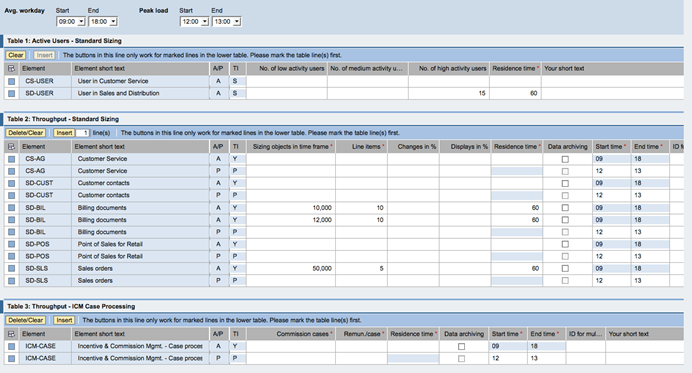 Start End Start End
Avg. workday 09:00 18:00 Peak load 12:00 13:00
Table 1: Active Users - Standard Sizing
Clear Insert The buttons in this line only work for marked lines in the lower table. Please mark the table line(s) first.
Element Element short text A/P TI No. of low activity users No. of medium activity u... No. of high activity users Residence time * Your short text
CS-USER User in Customer Service A S
SD-USER User in Sales and Distribution A S 15 60
Table 2: Throughput - Standard Sizing
Delete/Clear Insert 1 line(s) The buttons in this line only work for marked lines in the lower table. Please mark the table line(s) first.
Element Element short text A/P TI Sizing objects in time frame * Line items * Changes in % Displays in % Residence time * Data archiving Start time * End time *
CS-AG Customer Service A Y 09 18
CS-AG Customer Service P P 12 13
SD-CUST Customer contacts A Y 09 18
SD-CUST Customer contacts P P 12 13
SD-BIL Billing documents A Y 10,000 10 60 09 18
SD-BIL Billing documents A Y 12,000 10 60 09 18
SD-BIL Billing documents P P 12 13
SD-POS Point of Sales for Retail A Y 09 18
SD-POS Point of Sales for Retail P P 12 13
SD-SLS Sales orders A Y 50,000 5 60 09 18
SD-SLS Sales orders P P 12 13
Table 3: Throughput - ICM Case Processing
Delete/Clear Insert The buttons in this line only work for marked lines in the lower table. Please mark the table line(s) first.
Element Element short text A/P TI Commission cases * Remun./case * Residence time * Data archiving Start time * End time * ID for mul... Your short text
ICM-CASE Incentive & Commission Mgmt. - Case proces A Y 09 18
ICM-CASE Incentive & Commission Mgmt. - Case proces P P 12 13